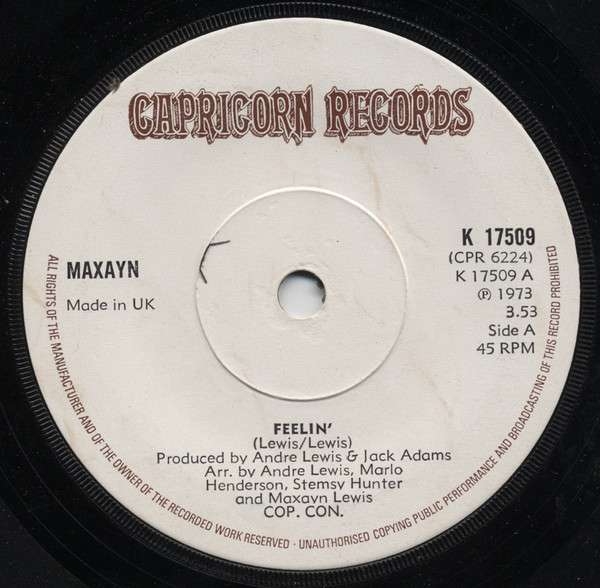 CAPRICORN RECORDS
MAXAYN
Made in UK
K 17509
(CPR 6224)
K 17509 A
℗ 1973
3.53
Side A
45 RPM
FEELIN'
(Lewis/Lewis)
Produced by Andre Lewis & Jack Adams
Arr. by Andre Lewis, Marlo
Henderson, Stemsy Hunter
and Maxayn Lewis
COP. CON.
ALL RIGHTS OF THE MANUFACTURER AND OF THE OWNER OF THE RECORDED WORK RESERVED · UNAUTHORISED COPYING PUBLIC PERFORMANCE AND BROADCASTING OF THIS RECORD PROHIBITED